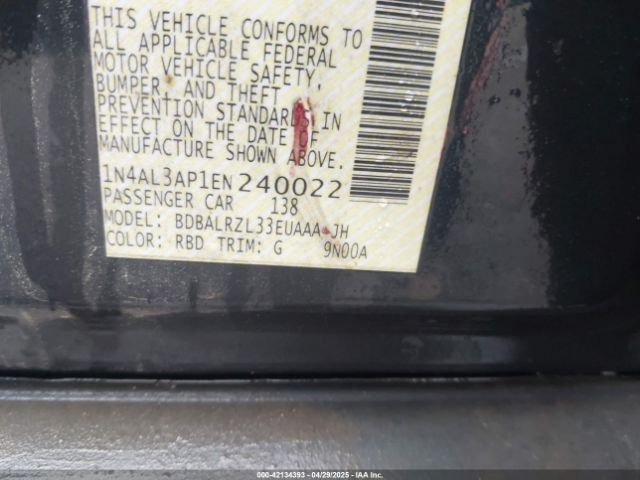 THIS VEHICLE CONFORMS TO
ALL APPLICABLE FEDERAL
MOTOR VEHICLE SAFETY,
BUMPER, AND THEFT
PREVENTION STANDARDS IN
EFFECT ON THE DATE OF
MANUFACTURE SHOWN ABOVE.
1N4AL3AP1EN240022
PASSENGER CAR 138
MODEL: BDBALRZL33EUAAA-JH
COLOR: RBD TRIM: G 9N00A
000-42134393 - 04/29/2025 - IAA Inc.